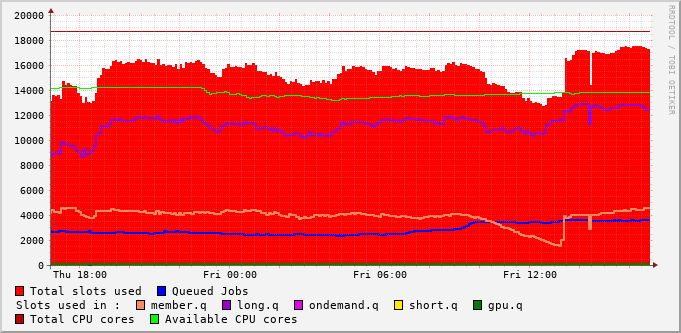 20000
18000
16000
14000
12000
10000
8000
6000
4000
2000
0
Thu 18:00 Fri 00:00 Fri 06:00 Fri 12:00
Total slots used Queued Jobs
Slots used in : member.q long.q ondemand.q short.q gpu.q
Total CPU cores Available CPU cores
RRDTOOL / TOBI OETIKER